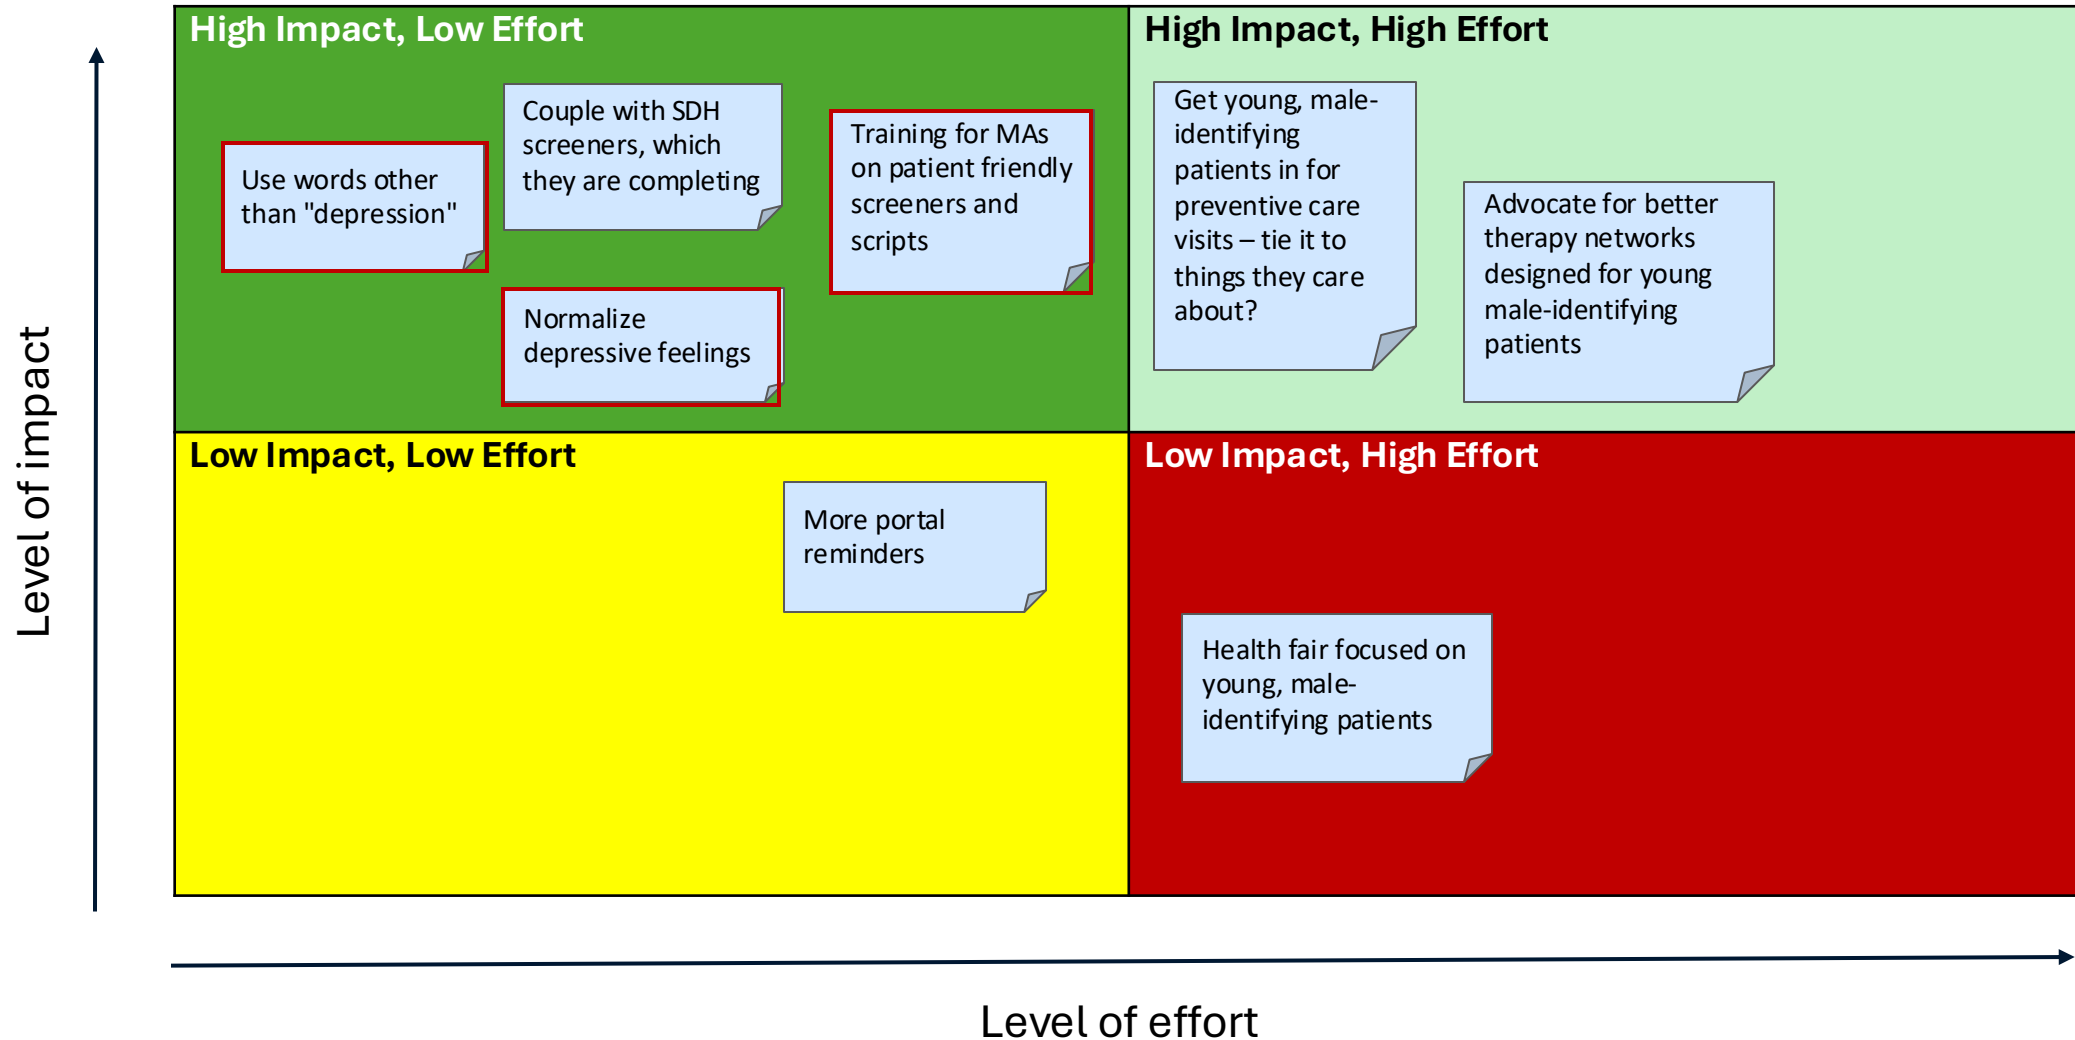 High Impact, Low Effort
Use words other
than "depression"
Couple with SDH
screeners, which
they are completing
Training for MAs
on patient friendly
screeners and
scripts
Normalize
depressive feelings
High Impact, High Effort
Get young, male-
identifying
patients in for
preventive care
visits – tie it to
things they care
about?
Advocate for better
therapy networks
designed for young
male-identifying
patients
Low Impact, Low Effort
More portal
reminders
Low Impact, High Effort
Health fair focused on
young, male-
identifying patients
Level of impact
Level of effort